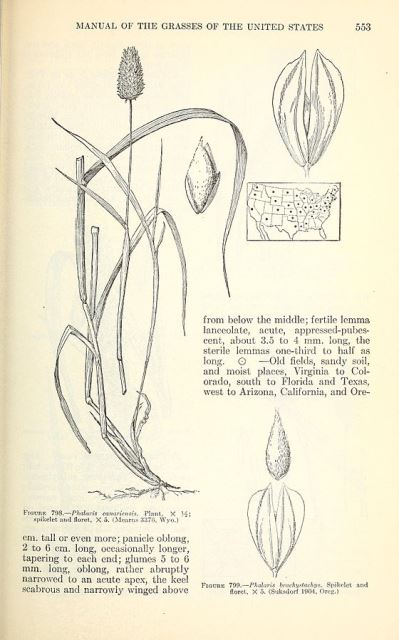 MANUAL OF THE GRASSES OF THE UNITED STATES 553
FIGURE 798.—Phalaris canariensis. Plant, × ½;
spikelet and floret, × 5. (Mearns 3376, Wyo.)
cm. tall or even more; panicle oblong,
2 to 6 cm. long, occasionally longer,
tapering to each end; glumes 5 to 6
mm. long, oblong, rather abruptly
narrowed to an acute apex, the keel
scabrous and narrowly winged above
from below the middle; fertile lemma
lanceolate, acute, appressed-pubes-
cent, about 3.5 to 4 mm. long, the
sterile lemmas one-third to half as
long. ⊙ —Old fields, sandy soil,
and moist places, Virginia to Col-
orado, south to Florida and Texas,
west to Arizona, California, and Ore-
FIGURE 799.—Phalaris brachystachys. Spikelet and
floret, × 5. (Suksdorf 1904, Oreg.)